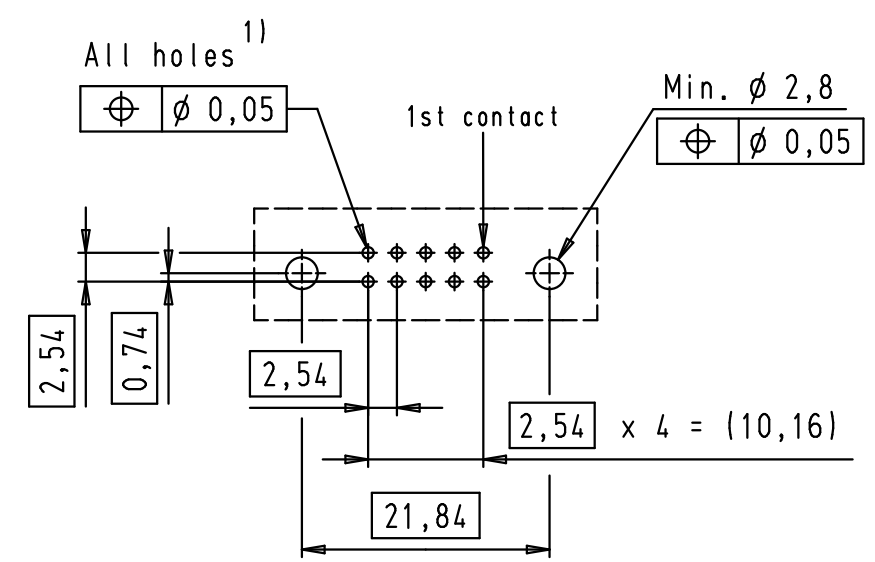 All holes 1)
⌖ ϕ 0,05
1st contact
Min. ϕ 2,8
⌖ ϕ 0,05
2,54
0,74
2,54
2,54 x 4 = (10,16)
21,84